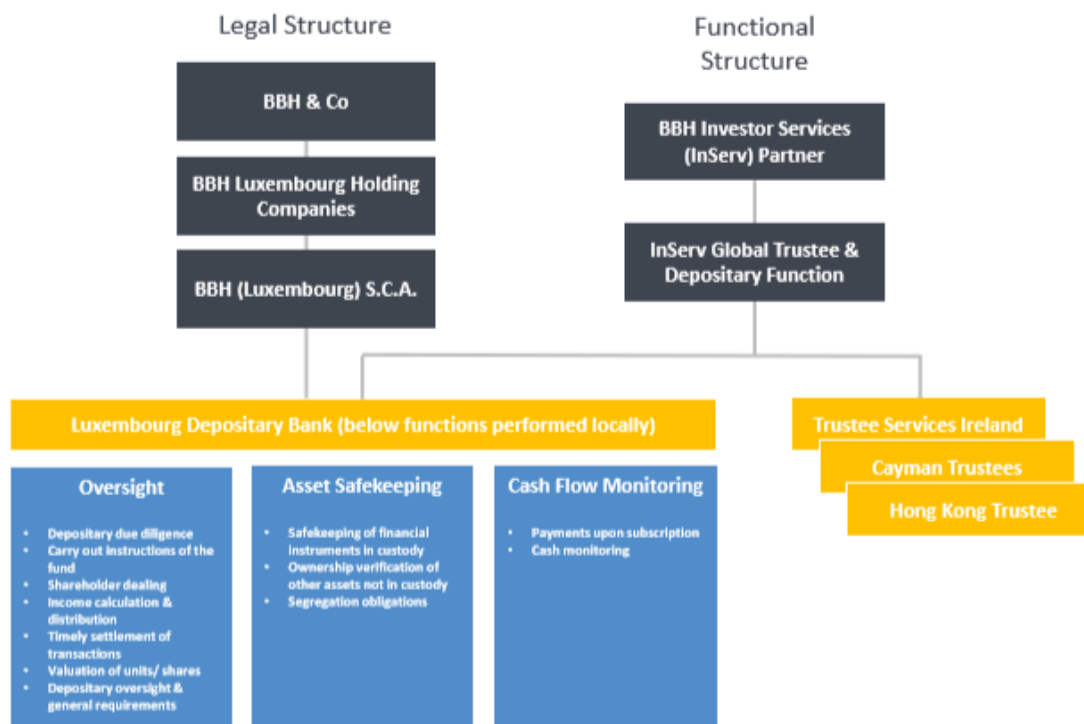 Legal Structure
Functional
Structure
BBH & Co
BBH Luxembourg Holding
Companies
BBH (Luxembourg) S.C.A.
BBH Investor Services
(InServ) Partner
InServ Global Trustee &
Depositary Function
Luxembourg Depositary Bank (below functions performed locally)
Trustee Services Ireland
Cayman Trustees
Hong Kong Trustee
Oversight
• Depositary due diligence
• Carry out instructions of the
fund
• Shareholder dealing
• Income calculation &
distribution
• Timely settlement of
transactions
• Valuation of units/ shares
• Depositary oversight &
general requirements
Asset Safekeeping
• Safekeeping of financial
instruments in custody
• Ownership verification of
other assets not in custody
• Segregation obligations
Cash Flow Monitoring
• Payments upon subscription
• Cash monitoring